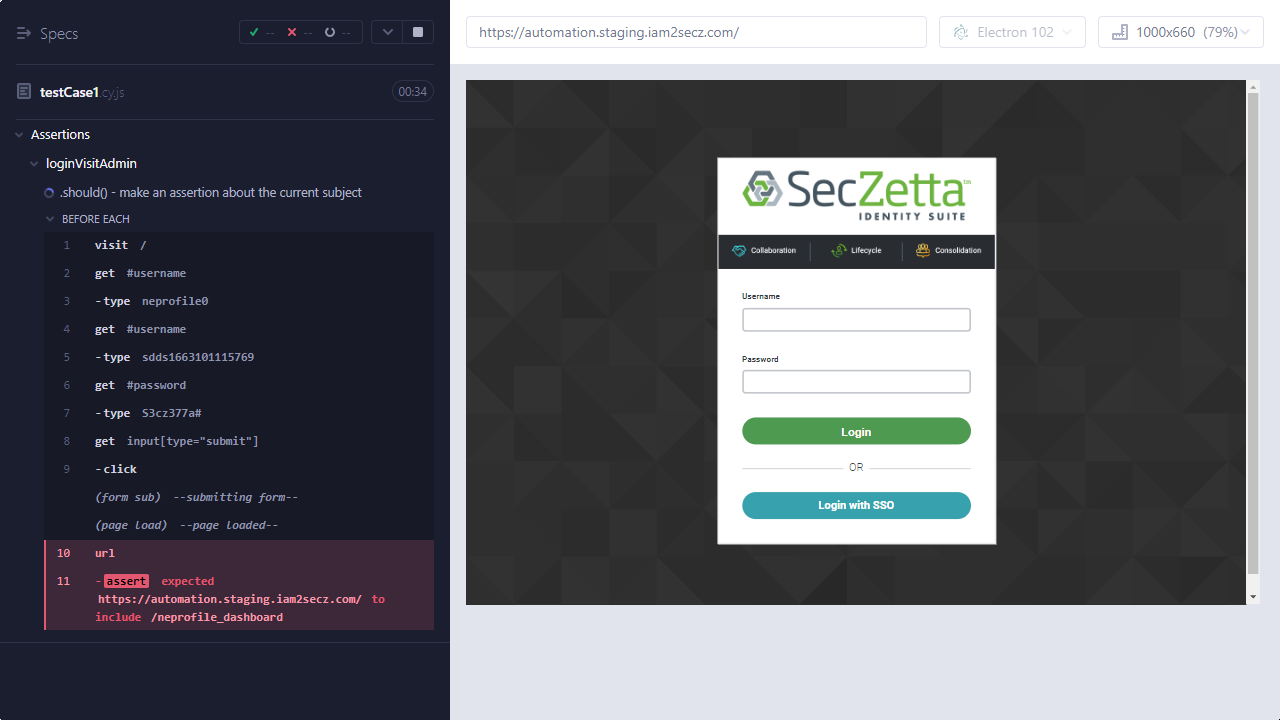 Specs
-- -- --
testCase1.cy.js 00:34
Assertions
loginVisitAdmin
.should() - make an assertion about the current subject
BEFORE EACH
1 visit /
2 get #username
3 -type neprofile0
4 get #username
5 -type sdds1663101115769
6 get #password
7 -type S3cz377a#
8 get input[type="submit"]
9 -click
(form sub) --submitting form--
(page load) --page loaded--
10 url
11 -assert expected
https://automation.staging.iam2secz.com/ to
include /neprofile_dashboard
https://automation.staging.iam2secz.com/
Electron 102
1000x660 (79%)
SecZetta™
IDENTITY SUITE
Collaboration Lifecycle Consolidation
Username
Password
Login
OR
Login with SSO